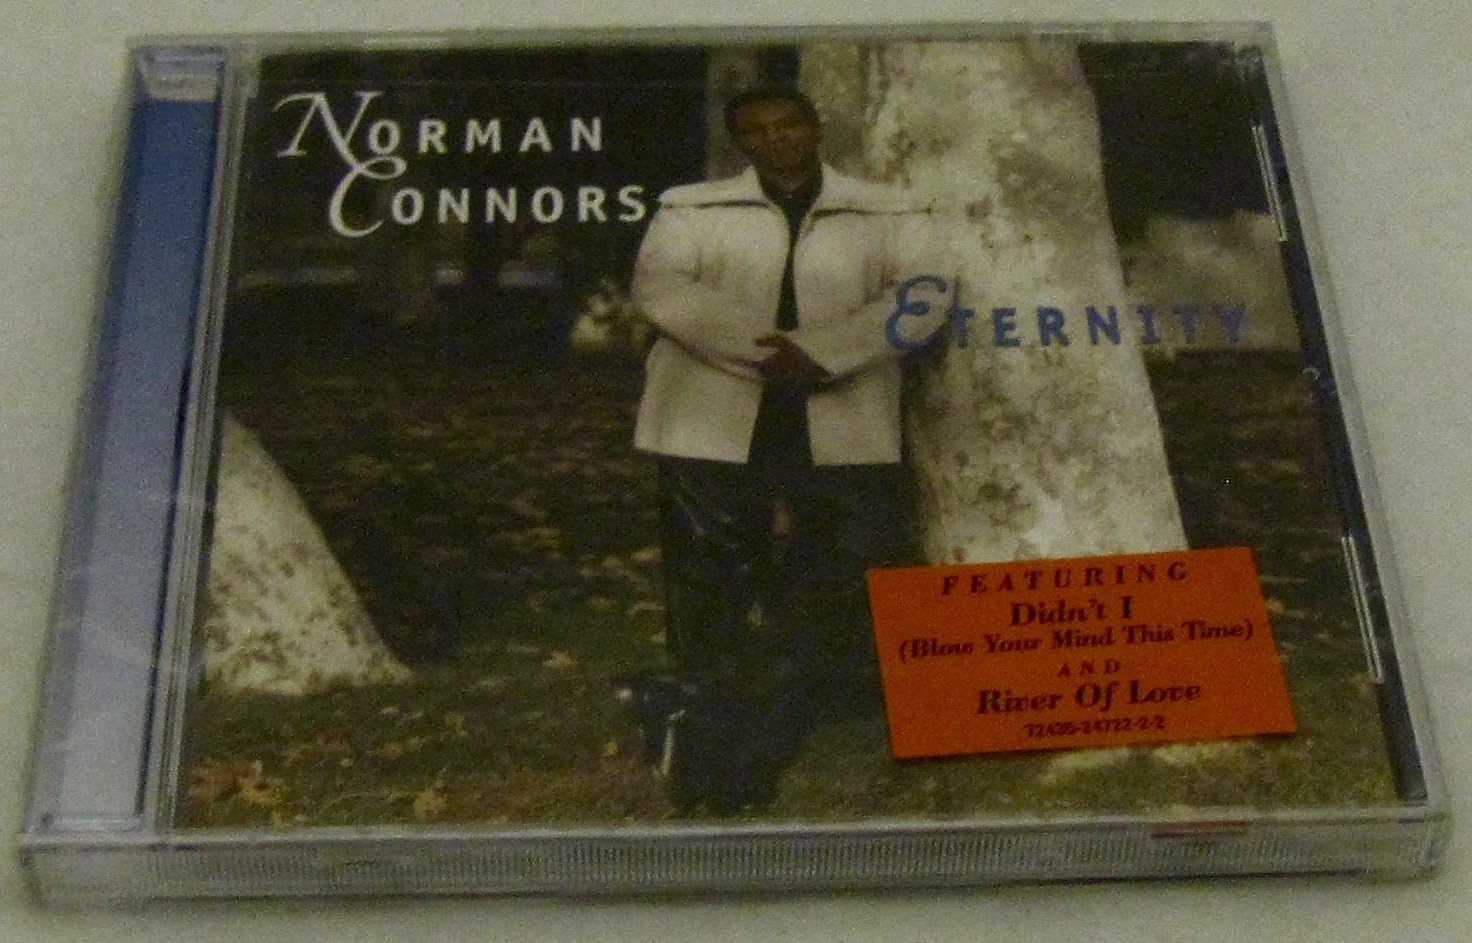 NORMAN
CONNORS
ETERNITY
FEATURING
Didn't I
(Blow Your Mind This Time)
AND
River Of Love
72435-24722-2-2